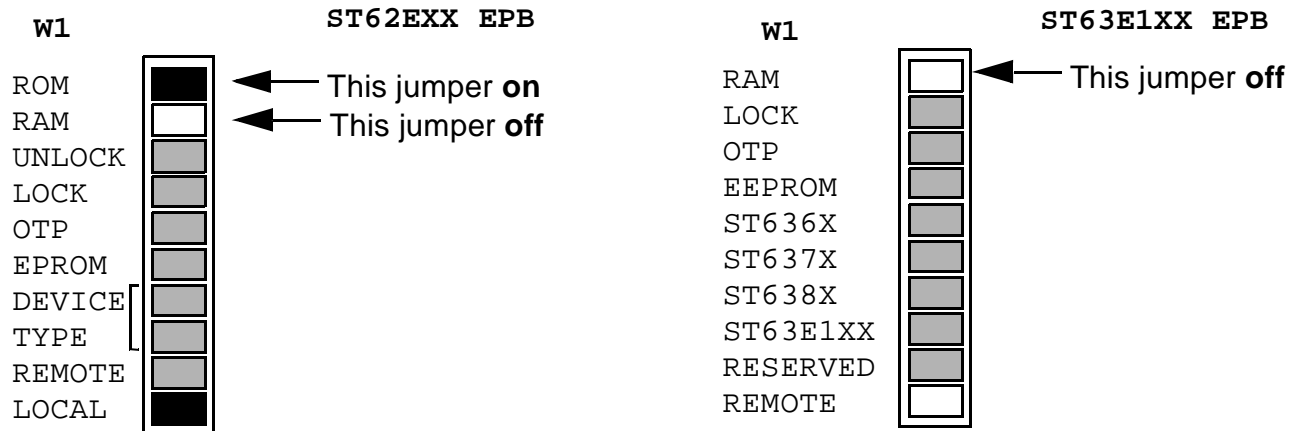 W1
ST62EXX EPB
ROM
This jumper on
RAM
This jumper off
UNLOCK
LOCK
OTP
EPROM
DEVICE
TYPE
REMOTE
LOCAL
W1
ST63E1XX EPB
RAM
This jumper off
LOCK
OTP
EEPROM
ST636X
ST637X
ST638X
ST63E1XX
RESERVED
REMOTE